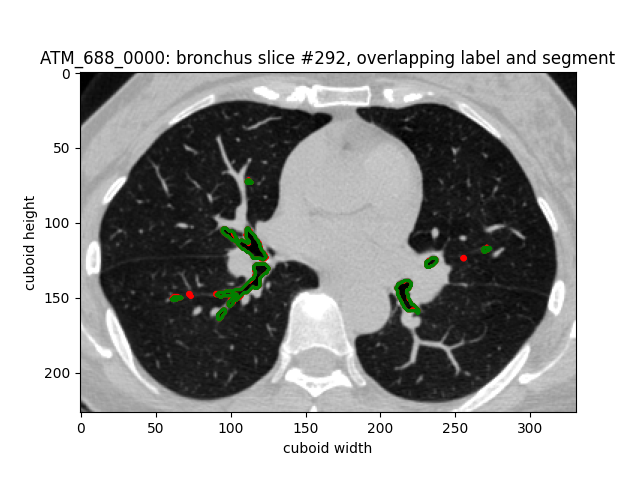 ATM_688_0000: bronchus slice #292, overlapping label and segment
0
50
100
150
200
cuboid height
0 50 100 150 200 250 300
cuboid width